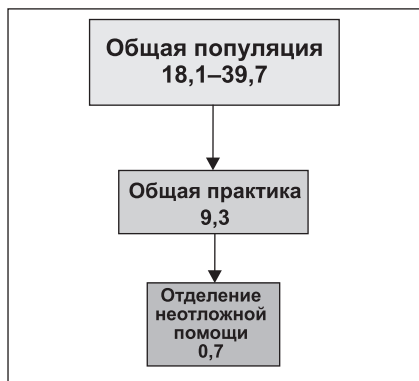 Общая популяция
18,1–39,7
Общая практика
9,3
Отделение
неотложной
помощи
0,7